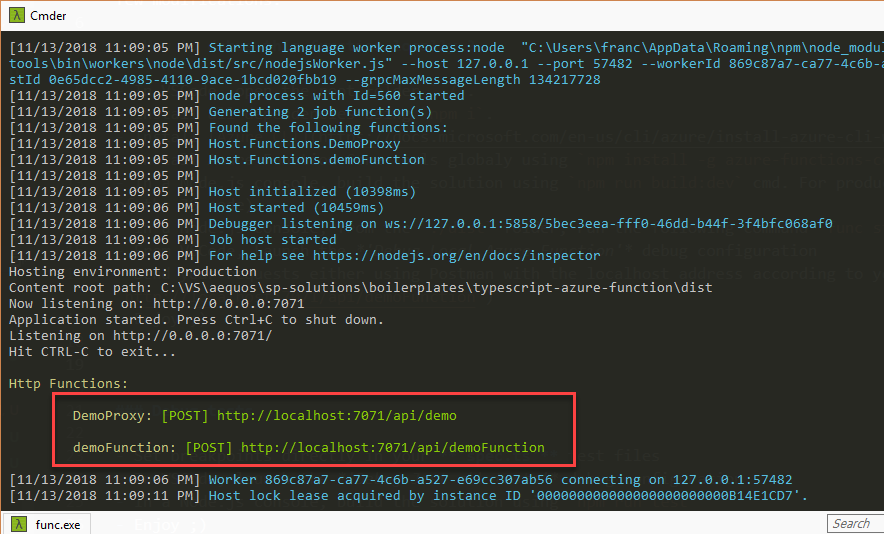 Cmder
[11/13/2018 11:09:05 PM] Starting language worker process:node "C:\Users\franc\AppData\Roaming\npm\node_modul
tools\bin\workers\node\dist/src/nodejsWorker.js" --host 127.0.0.1 --port 57482 --workerId 869c87a7-ca77-4c6b-a
stId 0e65dcc2-4985-4110-9ace-1bcd020fbb19 --grpcMaxMessageLength 134217728
[11/13/2018 11:09:05 PM] node process with Id=560 started
[11/13/2018 11:09:05 PM] Generating 2 job function(s)
[11/13/2018 11:09:05 PM] Found the following functions:
[11/13/2018 11:09:05 PM] Host.Functions.DemoProxy
[11/13/2018 11:09:05 PM] Host.Functions.demoFunction
[11/13/2018 11:09:05 PM]
[11/13/2018 11:09:05 PM] Host initialized (10398ms)
[11/13/2018 11:09:06 PM] Host started (10459ms)
[11/13/2018 11:09:06 PM] Debugger listening on ws://127.0.0.1:5858/5bec3eea-fff0-46dd-b44f-3f4bfc068af0
[11/13/2018 11:09:06 PM] Job host started
[11/13/2018 11:09:06 PM] For help see https://nodejs.org/en/docs/inspector
Hosting environment: Production
Content root path: C:\VS\aequos\sp-solutions\boilerplates\typescript-azure-function\dist
Now listening on: http://0.0.0.0:7071
Application started. Press Ctrl+C to shut down.
Listening on http://0.0.0.0:7071/
Hit CTRL-C to exit...
Http Functions:
DemoProxy: [POST] http://localhost:7071/api/demo
demoFunction: [POST] http://localhost:7071/api/demoFunction
[11/13/2018 11:09:06 PM] Worker 869c87a7-ca77-4c6b-a527-e69cc307ab56 connecting on 127.0.0.1:57482
[11/13/2018 11:09:11 PM] Host lock lease acquired by instance ID '000000000000000000000000B14E1CD7'.
func.exe
Search